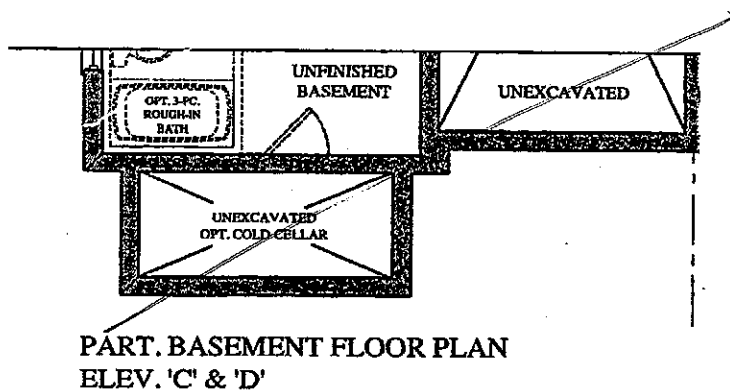 UNFINISHED
BASEMENT
OPT. 3-PC.
ROUGH-IN
BATH
UNEXCAVATED
UNEXCAVATED
OPT. COLD CELLAR
PART. BASEMENT FLOOR PLAN
ELEV. 'C' & 'D'